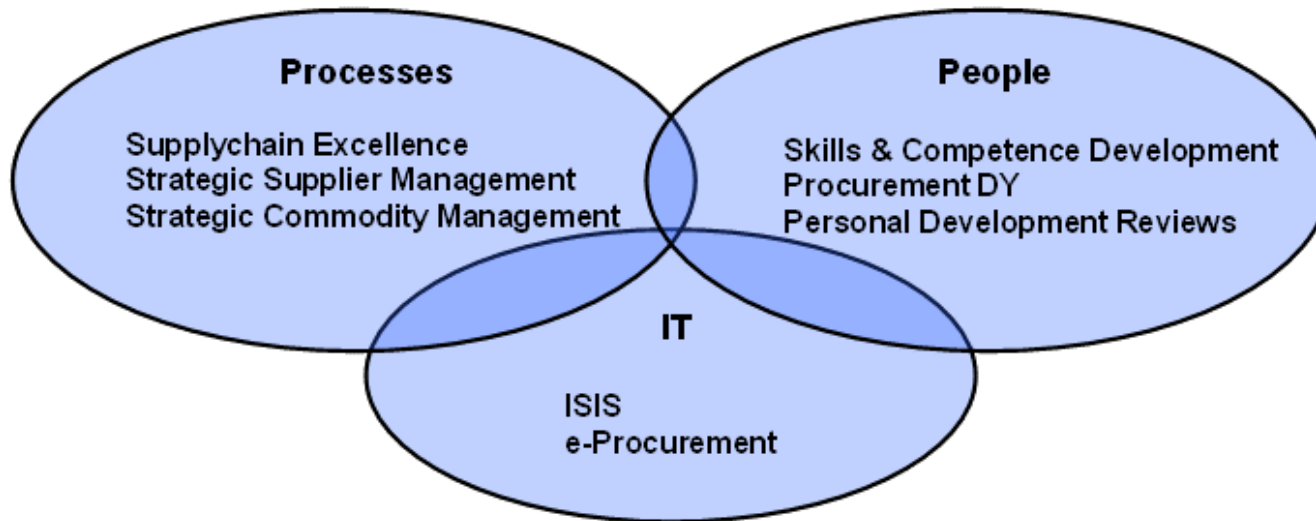 Processes
Supplychain Excellence
Strategic Supplier Management
Strategic Commodity Management
People
Skills & Competence Development
Procurement DY
Personal Development Reviews
IT
ISIS
e-Procurement